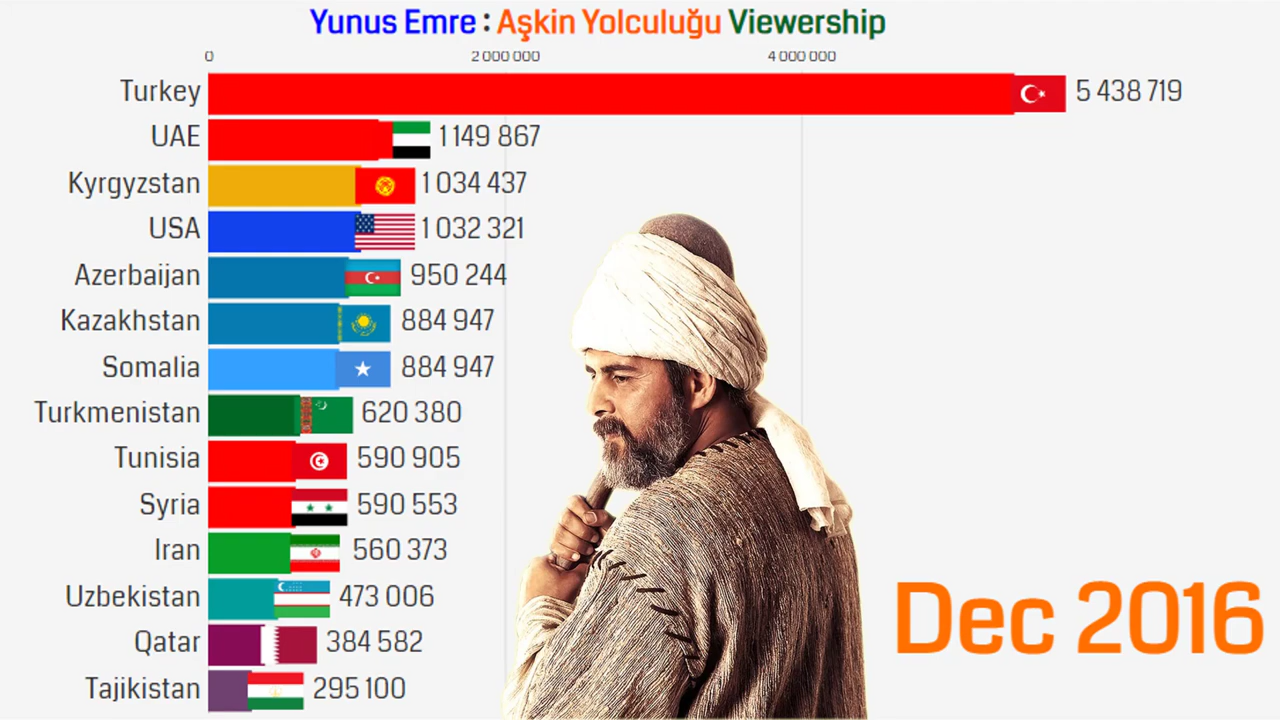 Yunus Emre : Aşkin Yolculuğu Viewership
0 2 000 000 4 000 000
Turkey 5 438 719
UAE 1 149 867
Kyrgyzstan 1 034 437
USA 1 032 321
Azerbaijan 950 244
Kazakhstan 884 947
Somalia 884 947
Turkmenistan 620 380
Tunisia 590 905
Syria 590 553
Iran 560 373
Uzbekistan 473 006
Qatar 384 582
Tajikistan 295 100
Dec 2016